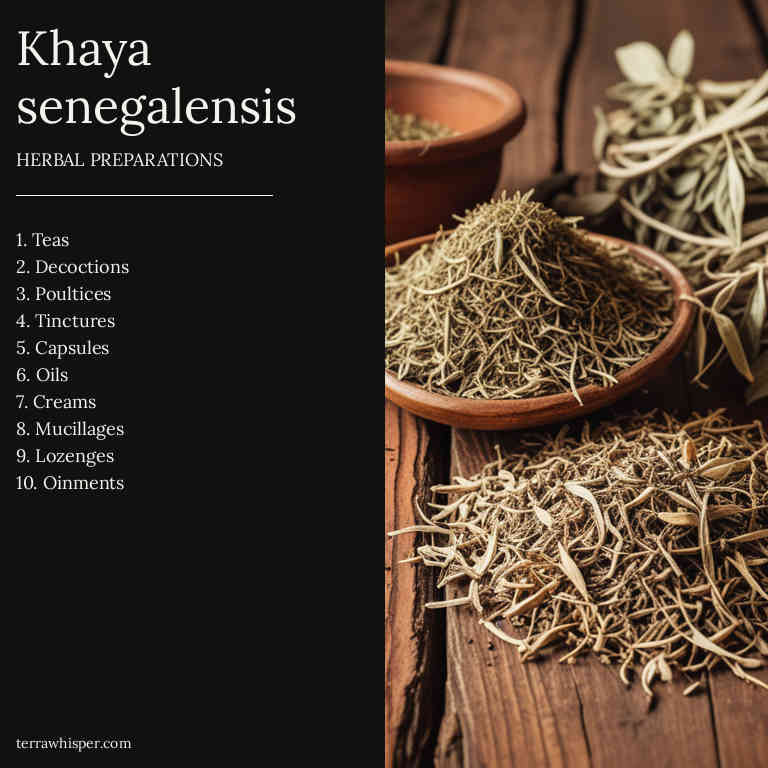 Khaya
senegalensis
HERBAL PREPARATIONS
1. Teas
2. Decoctions
3. Poultices
4. Tinctures
5. Capsules
6. Oils
7. Creams
8. Mucillages
9. Lozenges
10. Oinments
terrawhisper.com